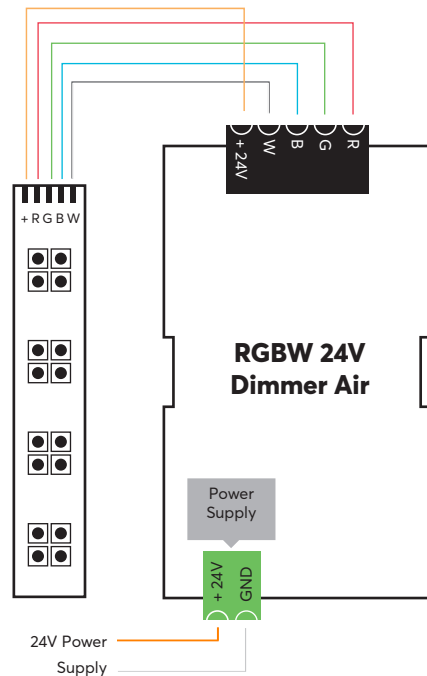 + 24V
W
B
G
R
+ R G B W
RGBW 24V
Dimmer Air
Power
Supply
+ 24V
GND
24V Power
Supply